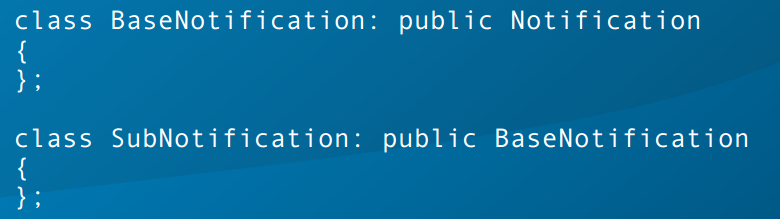 class BaseNotification: public Notification
{
};
class SubNotification: public BaseNotification
{
};